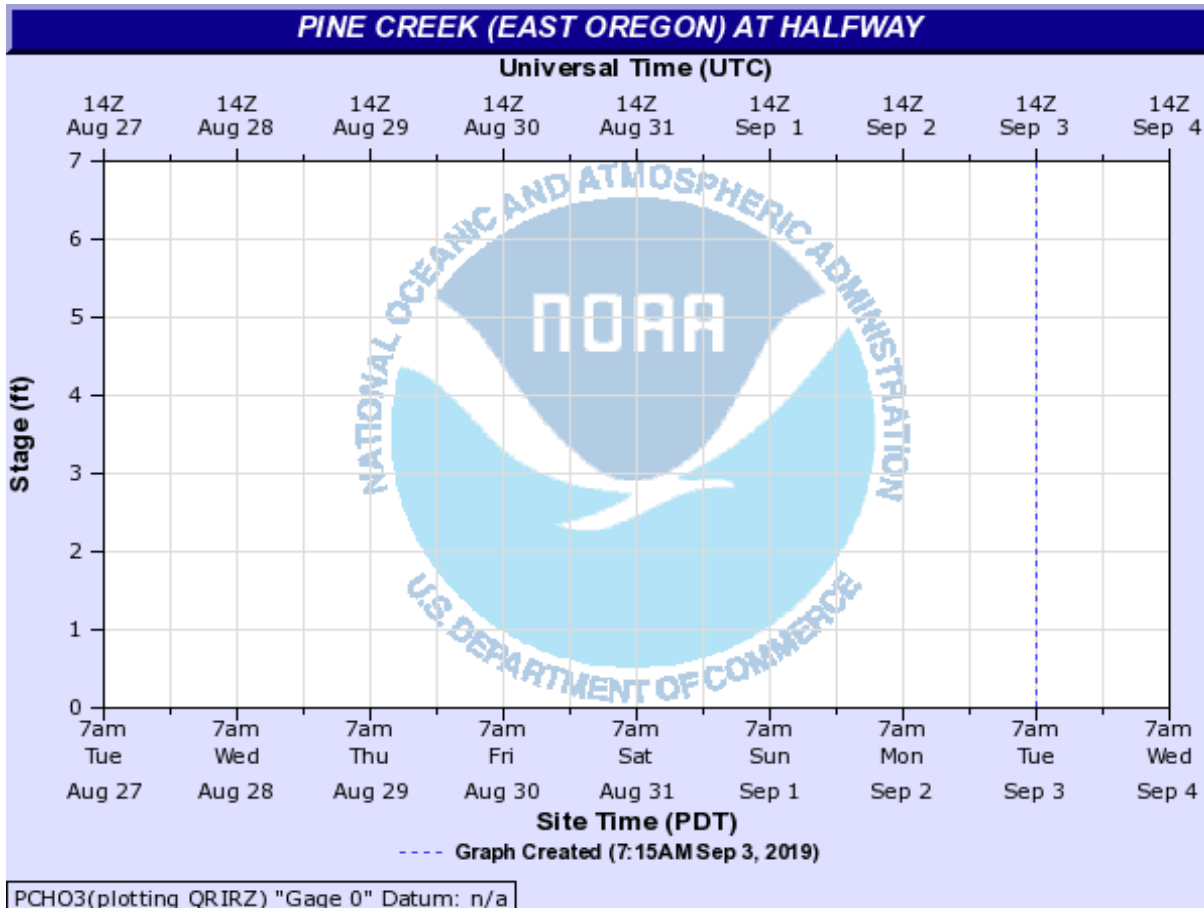 PINE CREEK (EAST OREGON) AT HALFWAY
Universal Time (UTC)
14Z 14Z 14Z 14Z 14Z 14Z 14Z 14Z 14Z
Aug 27 Aug 28 Aug 29 Aug 30 Aug 31 Sep 1 Sep 2 Sep 3 Sep 4
7
6
5
4
3
2
1
0
Stage (ft)
NATIONAL OCEANIC AND ATMOSPHERIC ADMINISTRATION
NOAA
U.S. DEPARTMENT OF COMMERCE
7am 7am 7am 7am 7am 7am 7am 7am 7am
Tue Wed Thu Fri Sat Sun Mon Tue Wed
Aug 27 Aug 28 Aug 29 Aug 30 Aug 31 Sep 1 Sep 2 Sep 3 Sep 4
Site Time (PDT)
Graph Created (7:15AM Sep 3, 2019)
PCHO3(plotting QRIRZ) "Gage 0" Datum: n/a